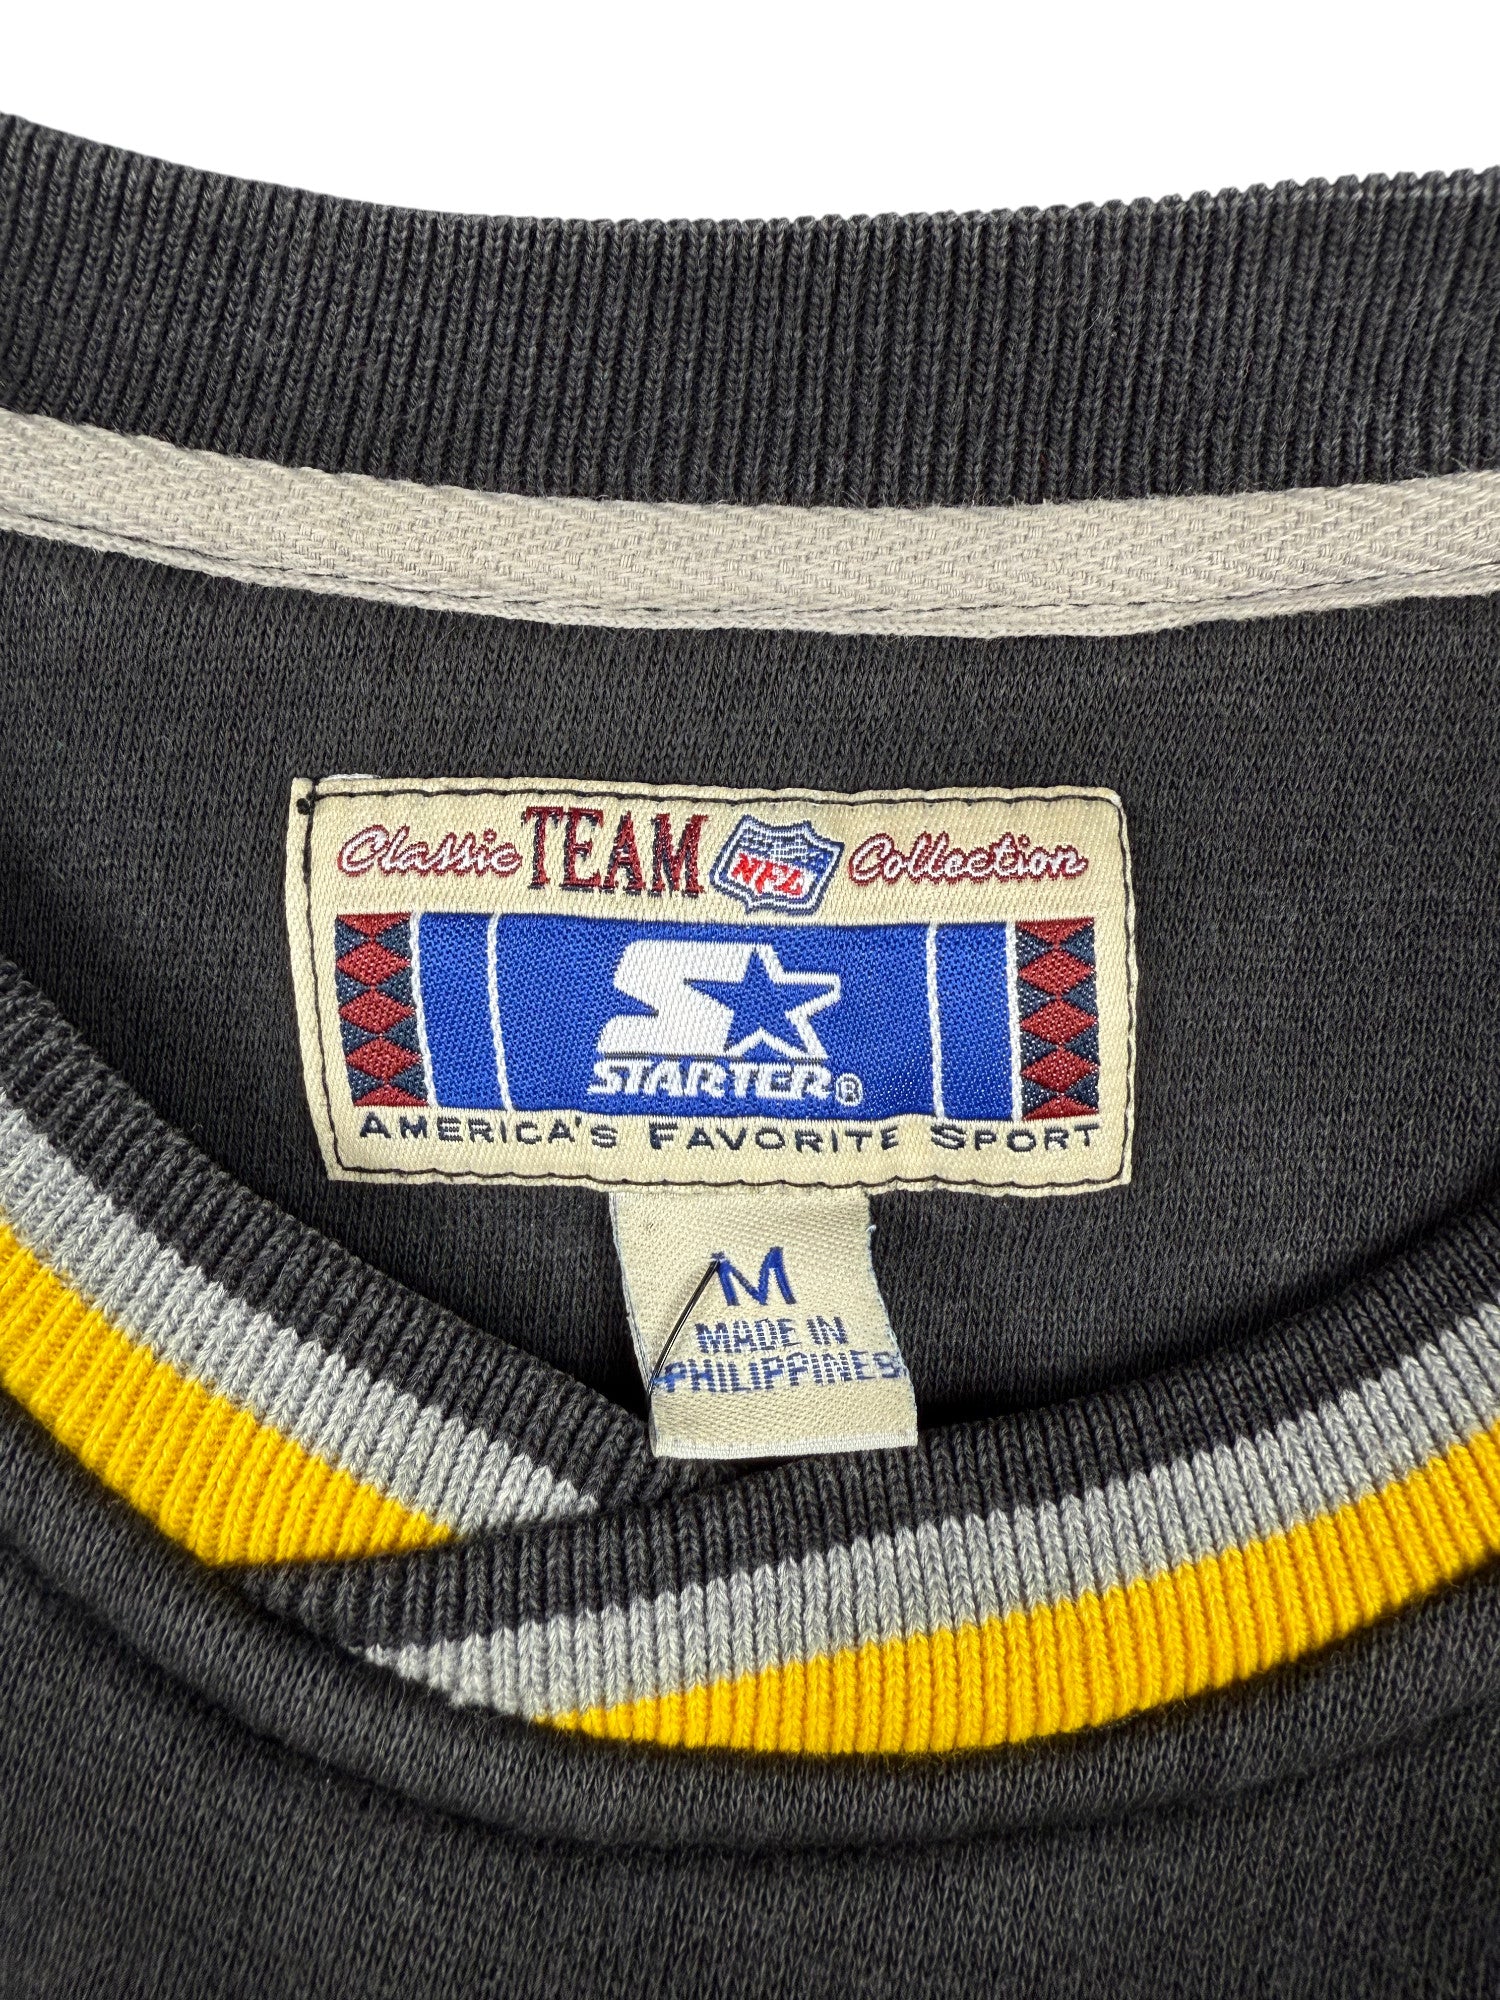 Classic TEAM NFL Collection
STARTER®
AMERICA'S FAVORITE SPORT
M
MADE IN
PHILIPPINES